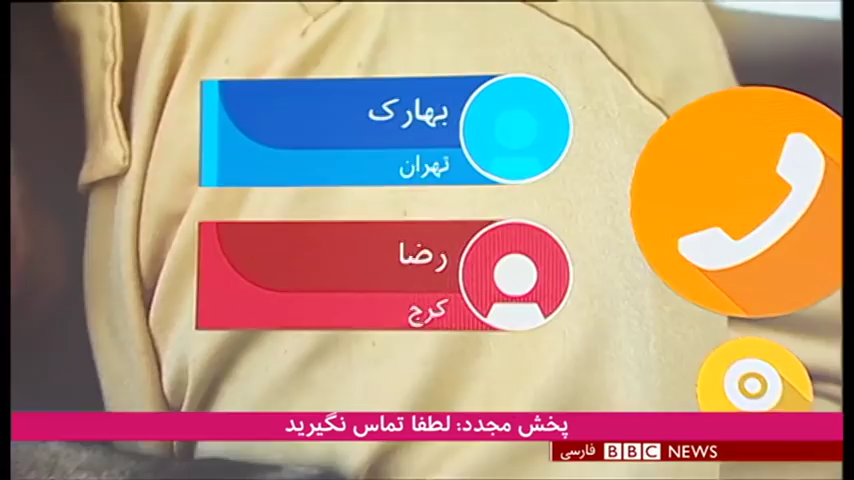 بهارک
تهران
رضا
کرج
پخش مجدد: لطفا تماس نگیرید
فارسی BBC NEWS